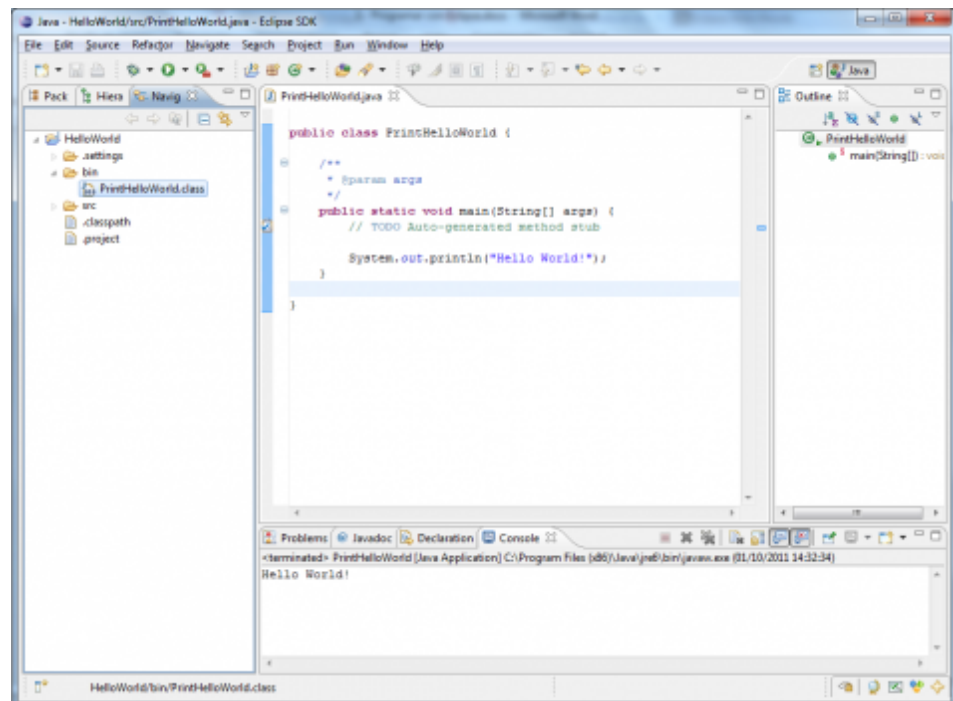 Java - HelloWorld/src/PrintHelloWorld.java - Eclipse SDK
File Edit Source Refactor Navigate Search Project Run Window Help
Java
Pack Hiera Navig
PrintHelloWorld.java
Outline
HelloWorld
.settings
bin
PrintHelloWorld.class
src
.classpath
.project
public class PrintHelloWorld {
/**
* @param args
*/
public static void main(String[] args) {
// TODO Auto-generated method stub
System.out.println("Hello World!");
}
}
PrintHelloWorld
main(String[]) : void
Problems Javadoc Declaration Console
<terminated> PrintHelloWorld [Java Application] C:\Program Files (x86)\Java\jre6\bin\javaw.exe (01/10/2011 14:32:34)
Hello World!
HelloWorld/bin/PrintHelloWorld.class